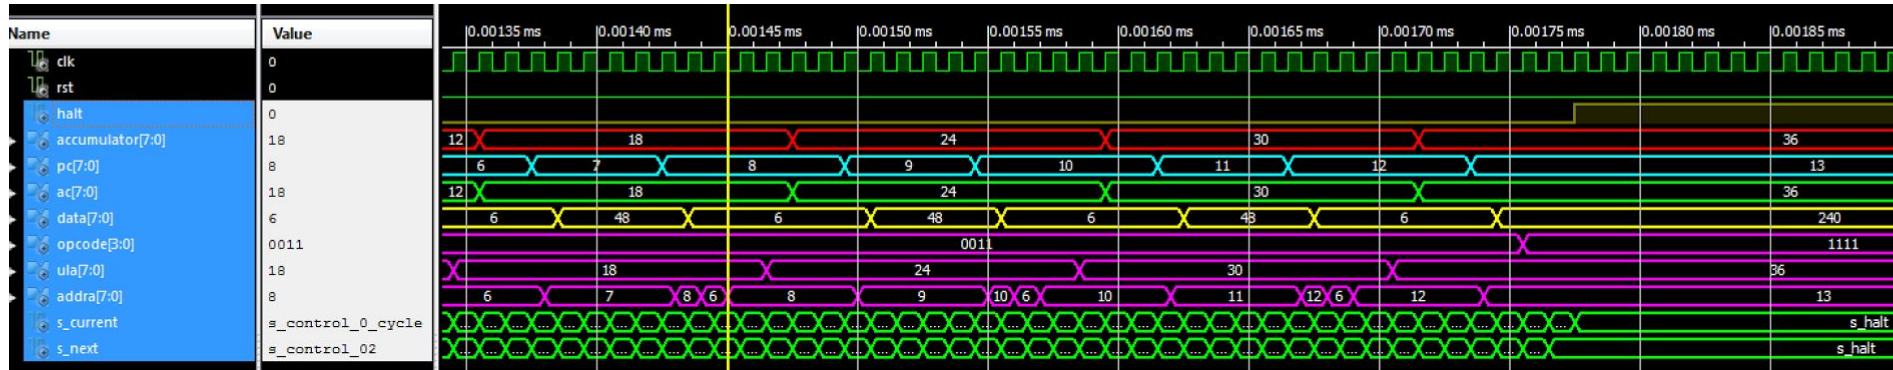 Name Value 0.00135 ms 0.00140 ms 0.00145 ms 0.00150 ms 0.00155 ms 0.00160 ms 0.00165 ms 0.00170 ms 0.00175 ms 0.00180 ms 0.00185 ms
clk 0
rst 0
halt 0
accumulator[7:0] 18 12 18 24 30 36
pc[7:0] 8 6 7 8 9 10 11 12 13
ac[7:0] 18 12 18 24 30 36
data[7:0] 6 6 48 6 48 6 48 6 240
opcode[3:0] 0011 0011 1111
ula[7:0] 18 18 24 30 36
addra[7:0] 8 6 7 8 6 8 9 10 6 10 11 12 6 12 13
s_current s_control_0_cycle ... ... ... ... ... ... ... ... ... ... ... ... ... ... ... ... ... ... ... ... ... ... ... ... ... ... ... ... ... ... ... ... ... ... ... ... ... ... ... ... ... ... ... s_halt
s_next s_control_02 ... ... ... ... ... ... ... ... ... ... ... ... ... ... ... ... ... ... ... ... ... ... ... ... ... ... ... ... ... ... ... ... ... ... ... ... ... ... ... ... ... ... s_halt